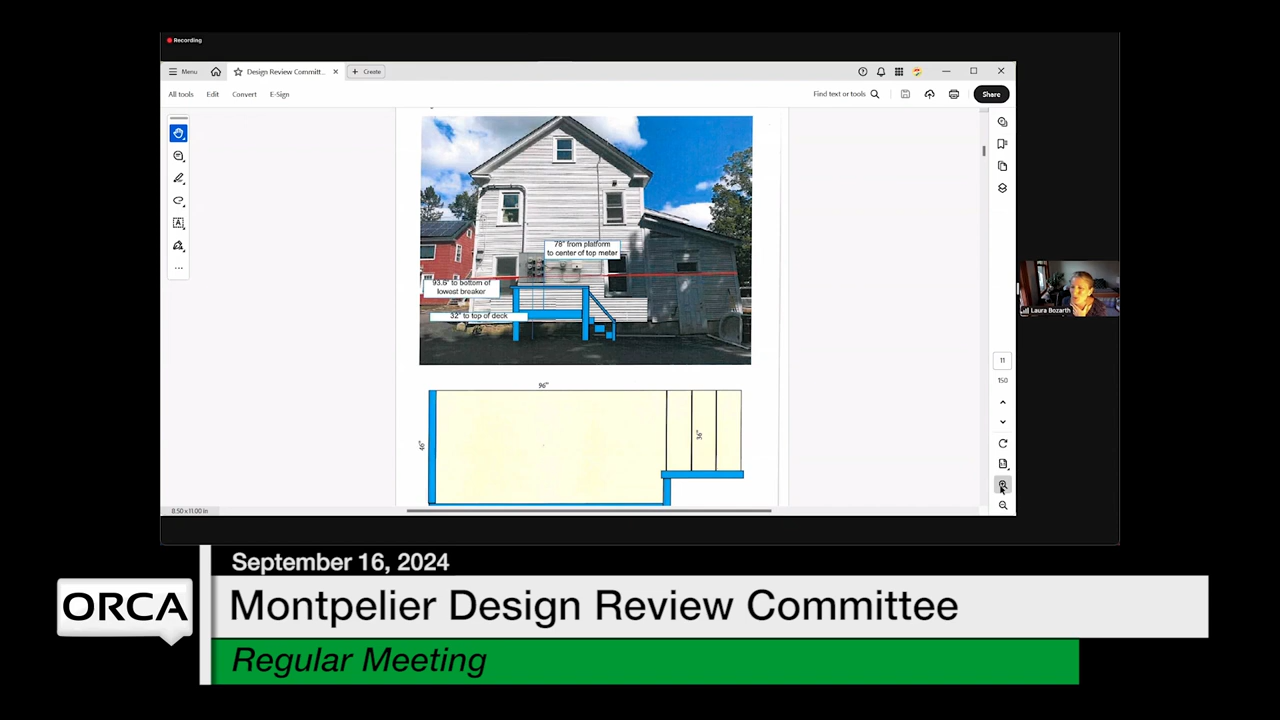 Recording
Menu
Design Review Committ...
Create
All tools
Edit
Convert
E-Sign
Find text or tools
Share
78" from platform
to center of top meter
93.6" to bottom of
lowest breaker
32" to top of deck
96"
46"
36"
11
150
8.50 x 11.00 in
Laura Bozarth
September 16, 2024
ORCA
Montpelier Design Review Committee
Regular Meeting